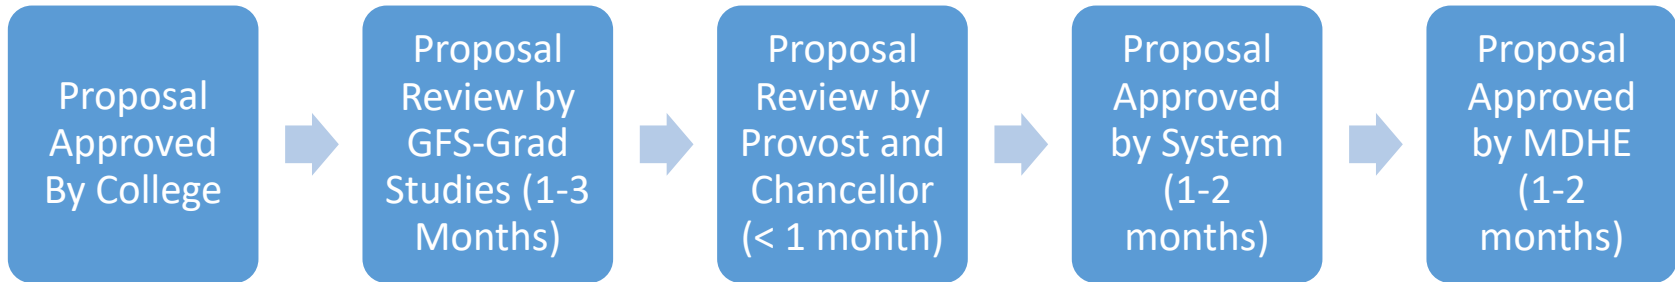 Proposal
Approved
By College
Proposal
Review by
GFS-Grad
Studies (1-3
Months)
Proposal
Review by
Provost and
Chancellor
(< 1 month)
Proposal
Approved
by System
(1-2
months)
Proposal
Approved
by MDHE
(1-2
months)